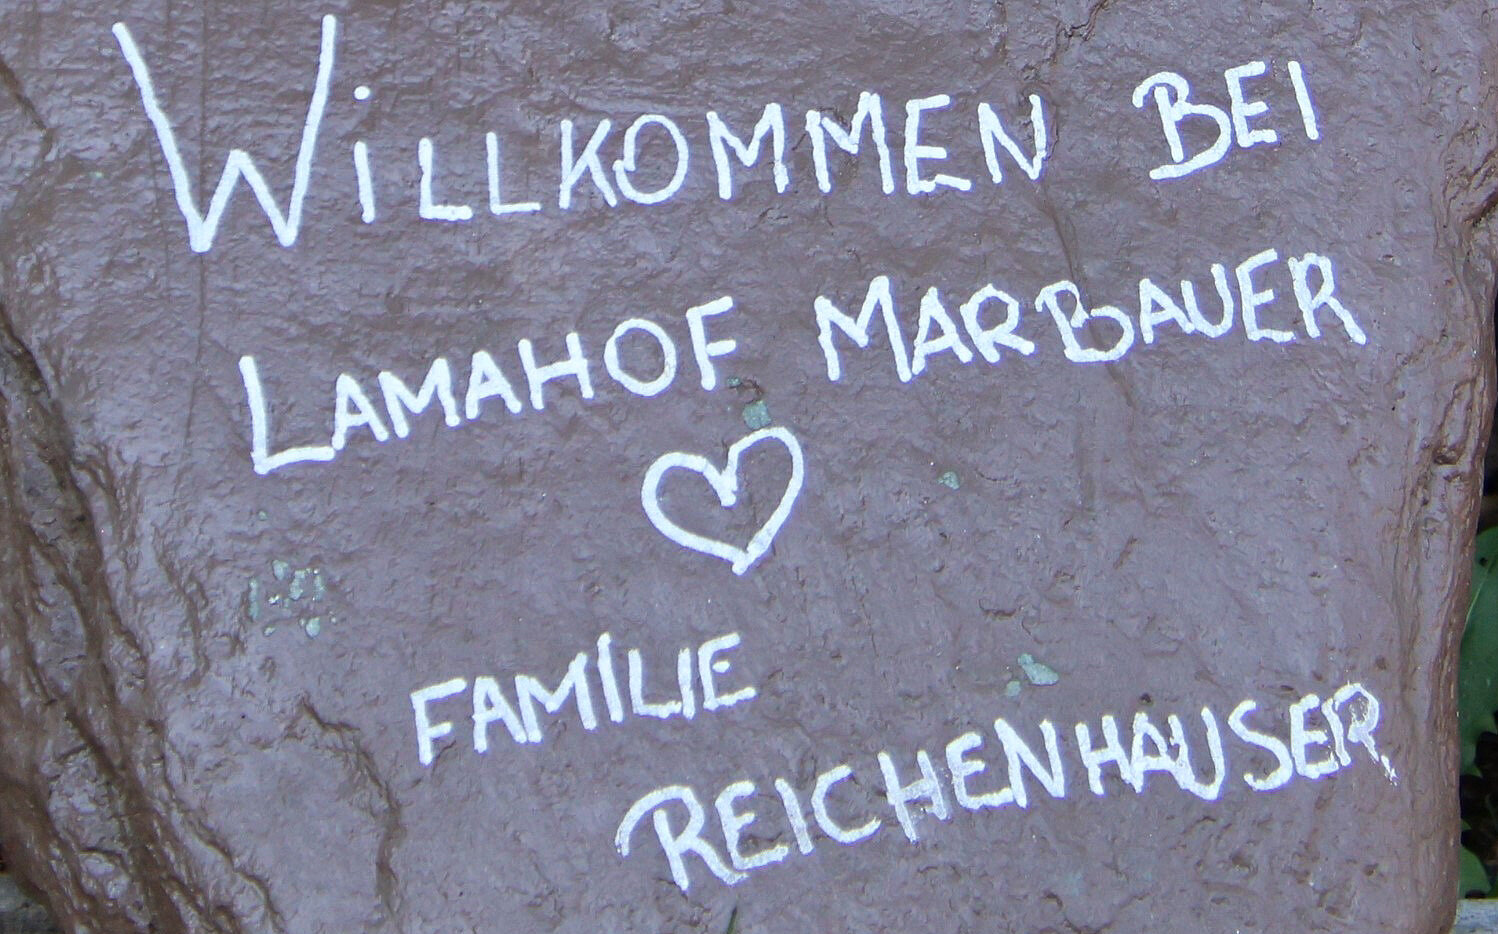 WiLLKOMMEN BEI
LAMAHOF MARBAUER
FAMILIE
REICHENHAUSER